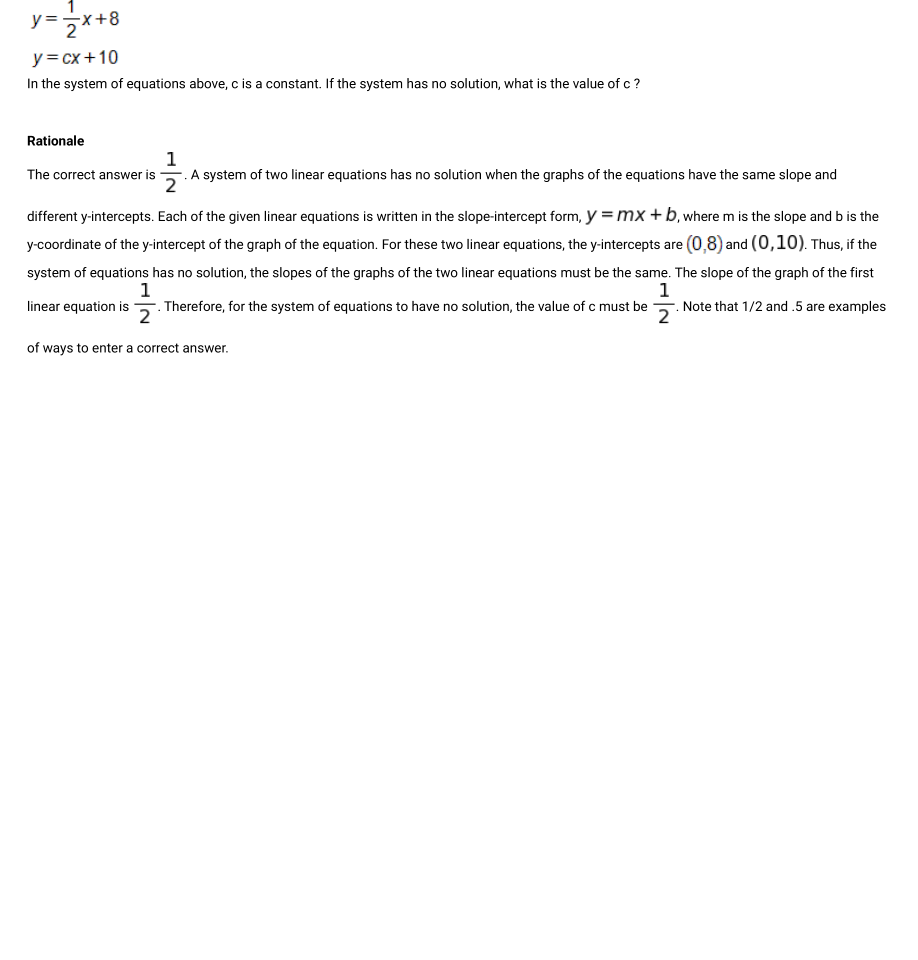 y = 1/2 x + 8
y = cx + 10
In the system of equations above, c is a constant. If the system has no solution, what is the value of c ?
Rationale
The correct answer is 1/2. A system of two linear equations has no solution when the graphs of the equations have the same slope and
different y-intercepts. Each of the given linear equations is written in the slope-intercept form, y = mx + b, where m is the slope and b is the
y-coordinate of the y-intercept of the graph of the equation. For these two linear equations, the y-intercepts are (0,8) and (0,10). Thus, if the
system of equations has no solution, the slopes of the graphs of the two linear equations must be the same. The slope of the graph of the first
linear equation is 1/2. Therefore, for the system of equations to have no solution, the value of c must be 1/2. Note that 1/2 and .5 are examples
of ways to enter a correct answer.